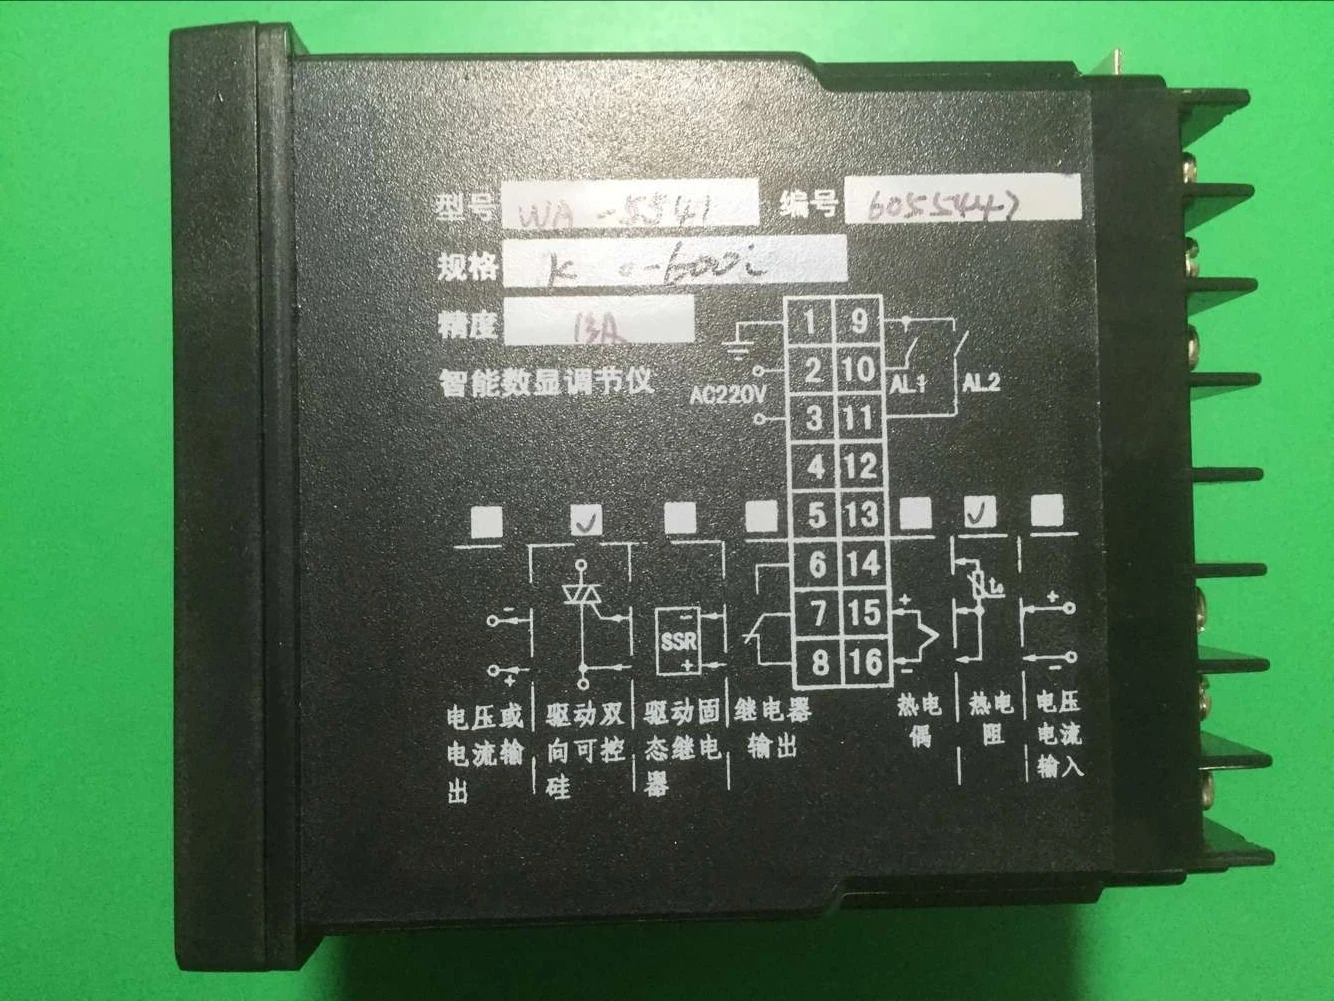 型号 WA-5541 编号 60555447
规格 K 0-600
精度
智能数显调节仪
AC220V
1 9
2 10
3 11
4 12
5 13
6 14
7 15
8 16
AL1 AL2
- +
SSR - +
+ -
t。
+ -
电压或
电流输
出
驱动双
向可控
硅
驱动固
态继电
器
继电器
输出
热电
偶
热电
阻
电压
电流
输入